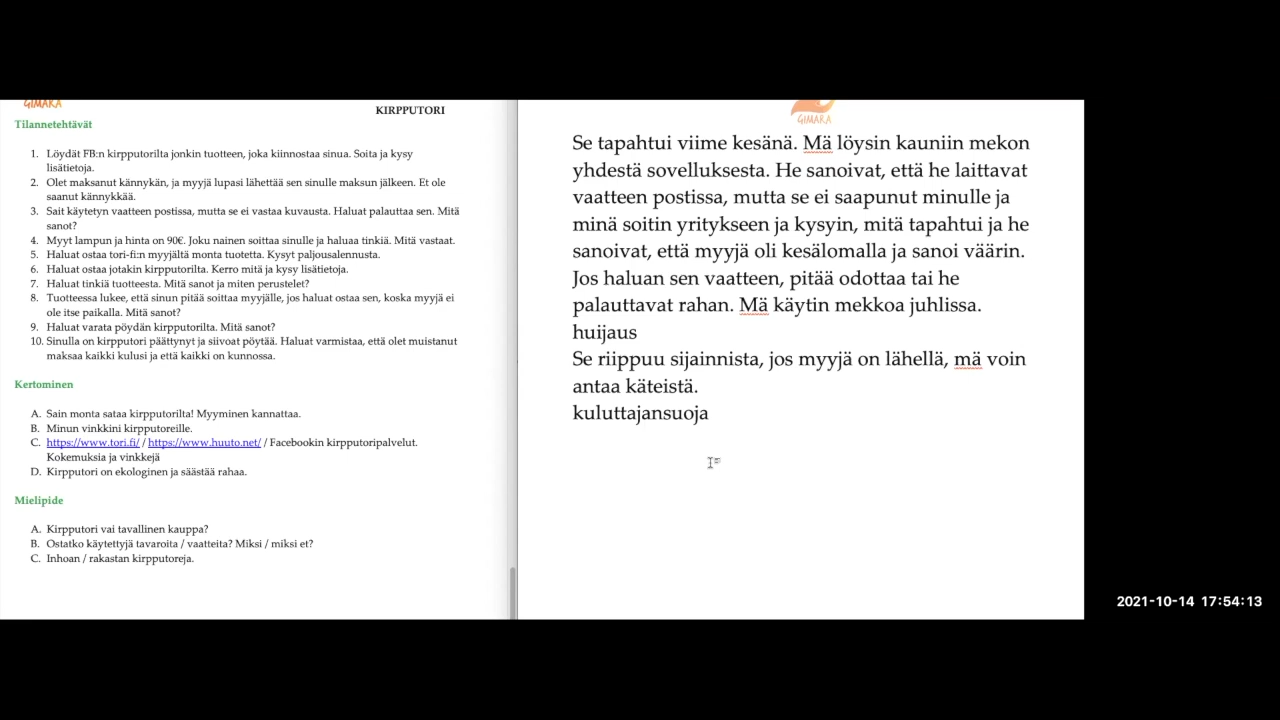 GIMARA
KIRPPUTORI
Tilannetehtävät
1. Löydät FB:n kirpputorilta jonkin tuotteen, joka kiinnostaa sinua. Soita ja kysy
lisätietoja.
2. Olet maksanut kännykän, ja myyjä lupasi lähettää sen sinulle maksun jälkeen. Et ole
saanut kännykkää.
3. Sait käytetyn vaatteen postissa, mutta se ei vastaa kuvausta. Haluat palauttaa sen. Mitä
sanot?
4. Myyt lampun ja hinta on 90€. Joku nainen soittaa sinulle ja haluaa tinkiä. Mitä vastaat.
5. Haluat ostaa tori-fi:n myyjältä monta tuotetta. Kysyt paljousalennusta.
6. Haluat ostaa jotakin kirpputorilta. Kerro mitä ja kysy lisätietoja.
7. Haluat tinkiä tuotteesta. Mitä sanot ja miten perustelet?
8. Tuotteessa lukee, että sinun pitää soittaa myyjälle, jos haluat ostaa sen, koska myyjä ei
ole itse paikalla. Mitä sanot?
9. Haluat varata pöydän kirpputorilta. Mitä sanot?
10. Sinulla on kirpputori päättynyt ja siivoat pöytää. Haluat varmistaa, että olet muistanut
maksaa kaikki kulusi ja että kaikki on kunnossa.
Kertominen
A. Sain monta sataa kirpputorilta! Myyminen kannattaa.
B. Minun vinkkini kirpputoreille.
C. https://www.tori.fi/ / https://www.huuto.net/ / Facebookin kirpputoripalvelut.
Kokemuksia ja vinkkejä
D. Kirpputori on ekologinen ja säästää rahaa.
Mielipide
A. Kirpputori vai tavallinen kauppa?
B. Ostatko käytettyjä tavaroita / vaatteita? Miksi / miksi et?
C. Inhoan / rakastan kirpputoreja.
GIMARA
Se tapahtui viime kesänä. Mä löysin kauniin mekon
yhdestä sovelluksesta. He sanoivat, että he laittavat
vaatteen postissa, mutta se ei saapunut minulle ja
minä soitin yritykseen ja kysyin, mitä tapahtui ja he
sanoivat, että myyjä oli kesälomalla ja sanoi väärin.
Jos haluan sen vaatteen, pitää odottaa tai he
palauttavat rahan. Mä käytin mekkoa juhlissa.
huijaus
Se riippuu sijainnista, jos myyjä on lähellä, mä voin
antaa käteistä.
kuluttajansuoja
2021-10-14 17:54:13